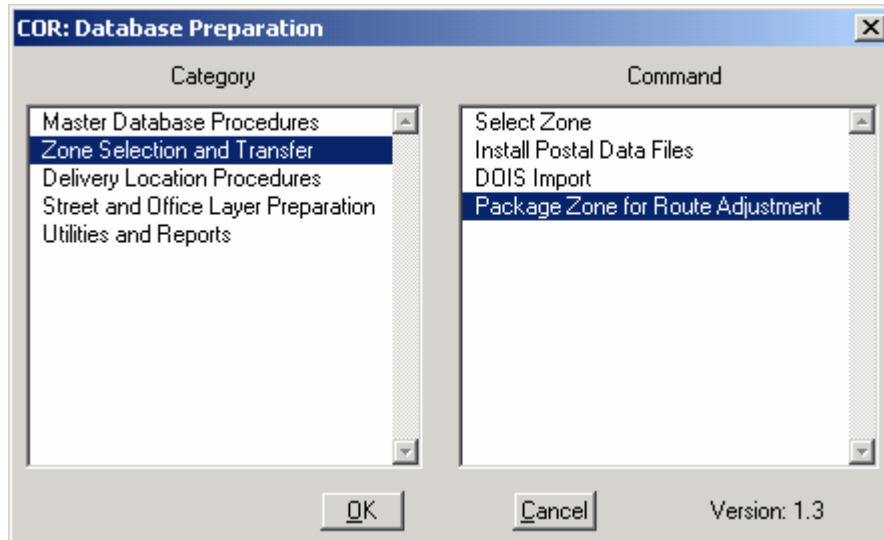 COR: Database Preparation
Category
Command
Master Database Procedures
Zone Selection and Transfer
Delivery Location Procedures
Street and Office Layer Preparation
Utilities and Reports
Select Zone
Install Postal Data Files
DOIS Import
Package Zone for Route Adjustment
OK
Cancel
Version: 1.3